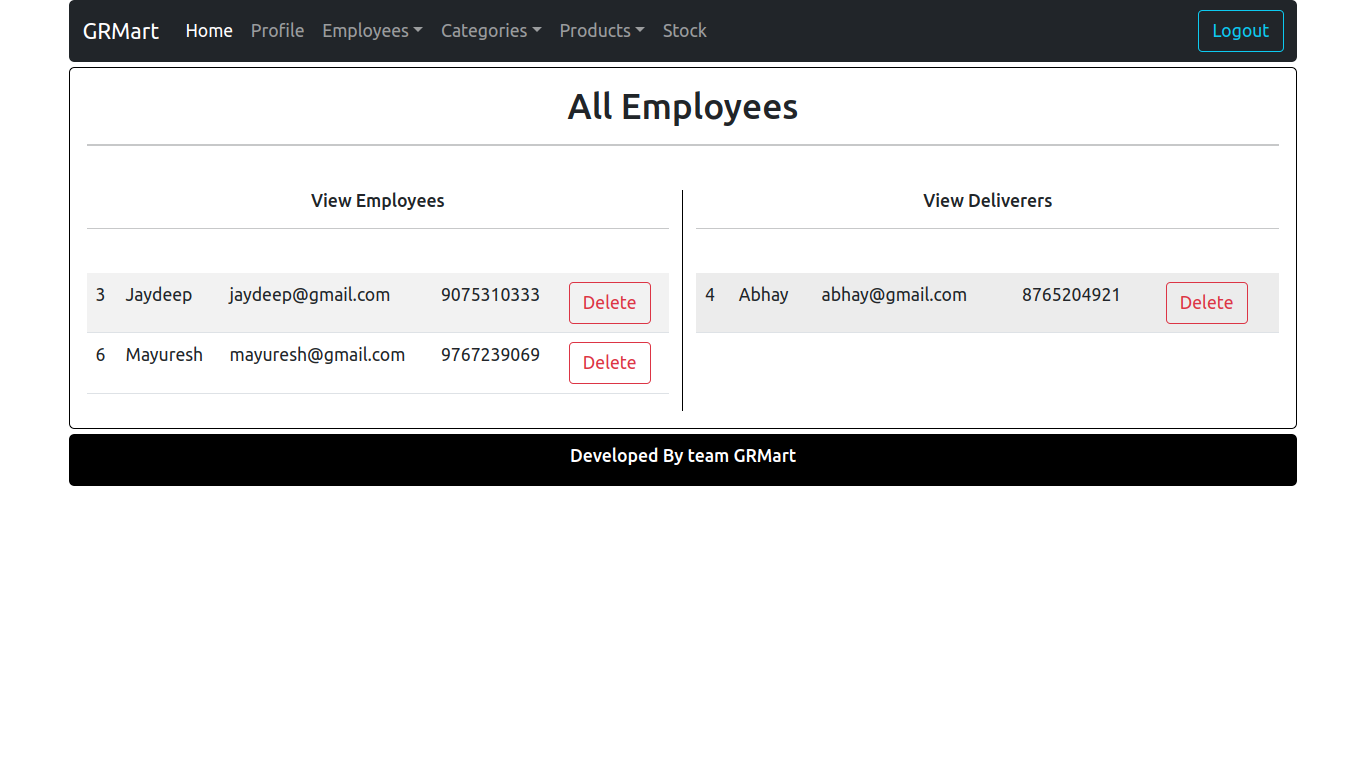 GRMart Home Profile Employees Categories Products Stock Logout
All Employees
View Employees
3 Jaydeep jaydeep@gmail.com 9075310333 Delete
6 Mayuresh mayuresh@gmail.com 9767239069 Delete
View Deliverers
4 Abhay abhay@gmail.com 8765204921 Delete
Developed By team GRMart